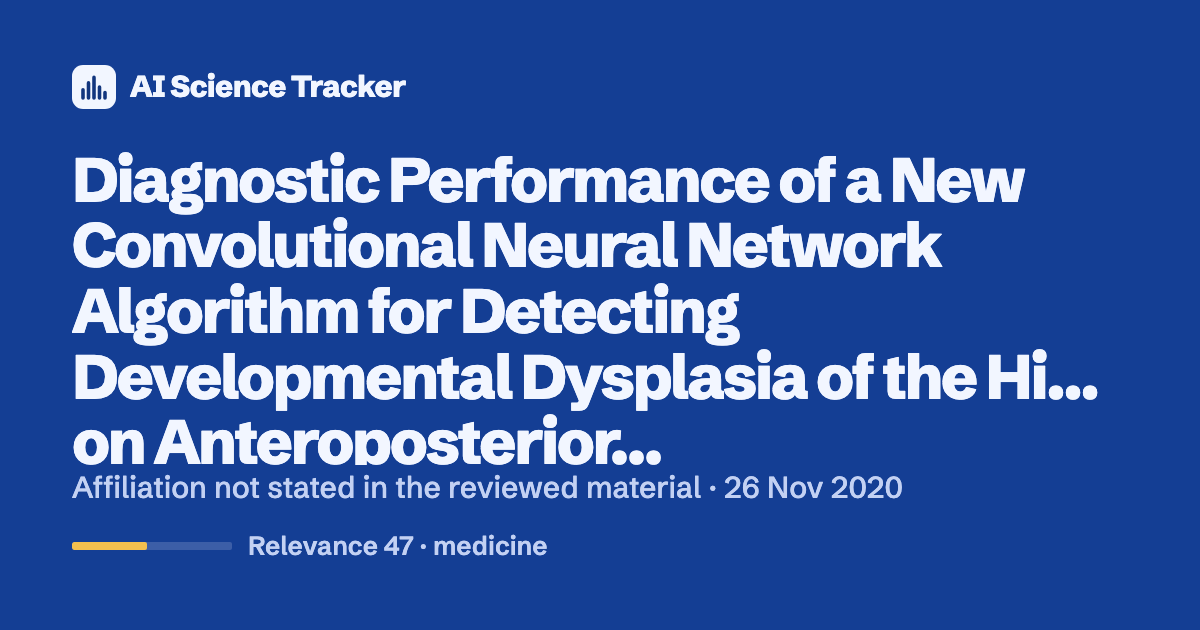 AI Science Tracker
Diagnostic Performance of a New
Convolutional Neural Network
Algorithm for Detecting
Developmental Dysplasia of the Hi...
on Anteroposterior...
Affiliation not stated in the reviewed material · 26 Nov 2020
Relevance 47 · medicine